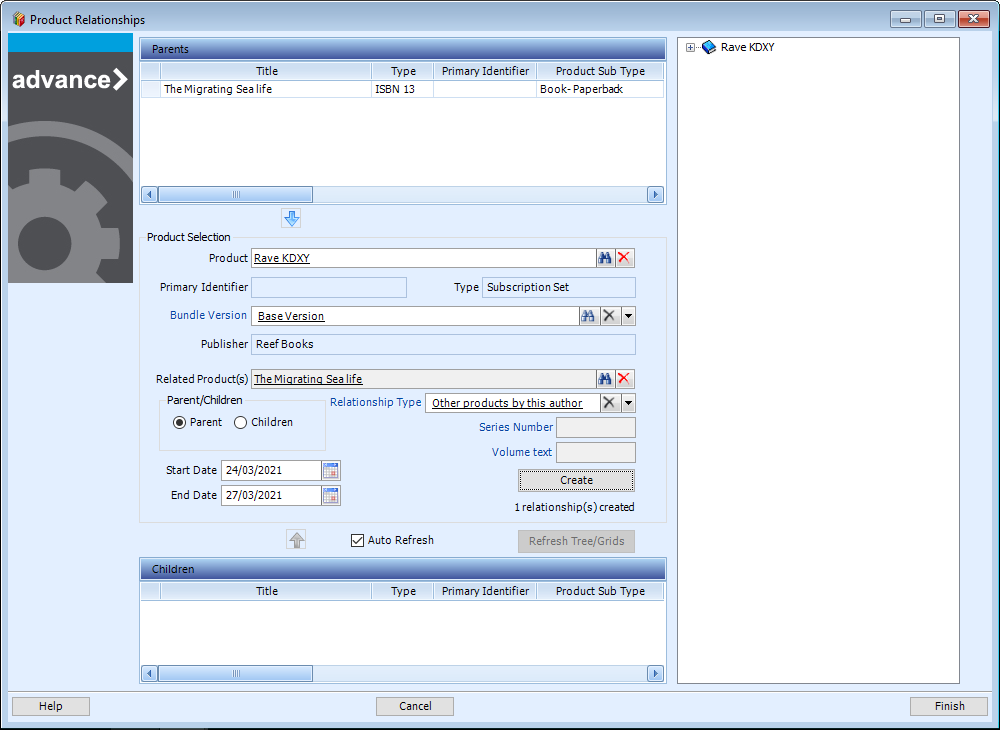 Product Relationships
advance
Parents
Title Type Primary Identifier Product Sub Type
The Migrating Sea life ISBN 13 Book- Paperback
Rave KDXY
Product Selection
Product Rave KDXY
Primary Identifier Type Subscription Set
Bundle Version Base Version
Publisher Reef Books
Related Product(s) The Migrating Sea life
Parent/Children Relationship Type Other products by this author
Parent Children
Series Number
Volume text
Start Date 24/03/2021
Create
End Date 27/03/2021
1 relationship(s) created
Auto Refresh Refresh Tree/Grids
Children
Title Type Primary Identifier Product Sub Type
Help Cancel Finish